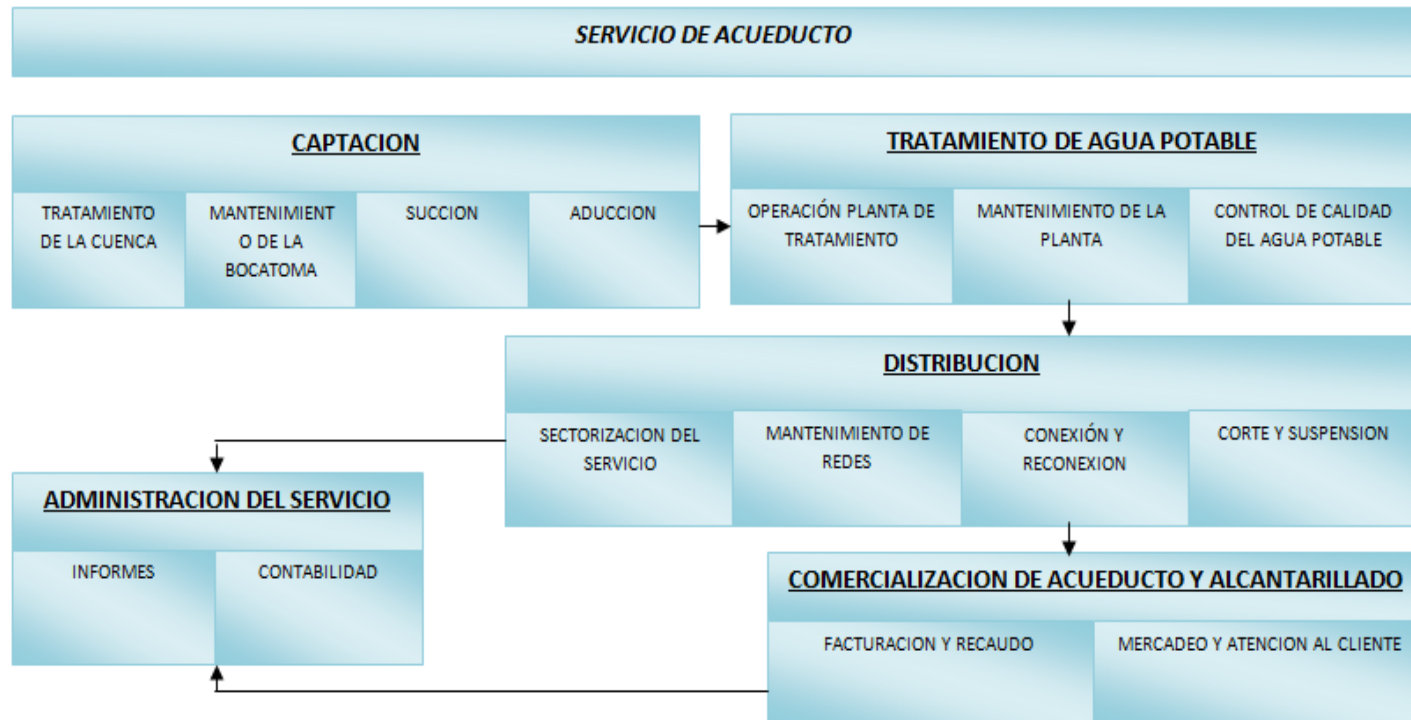 SERVICIO DE ACUEDUCTO
CAPTACION
TRATAMIENTO
DE LA CUENCA
MANTENIMIENT
O DE LA
BOCATOMA
SUCCION
ADUCCION
TRATAMIENTO DE AGUA POTABLE
OPERACIÓN PLANTA DE
TRATAMIENTO
MANTENIMIENTO DE LA
PLANTA
CONTROL DE CALIDAD
DEL AGUA POTABLE
DISTRIBUCION
SECTORIZACION DEL
SERVICIO
MANTENIMIENTO DE
REDES
CONEXIÓN Y
RECONEXION
CORTE Y SUSPENSION
ADMINISTRACION DEL SERVICIO
INFORMES
CONTABILIDAD
COMERCIALIZACION DE ACUEDUCTO Y ALCANTARILLADO
FACTURACION Y RECAUDO
MERCADEO Y ATENCION AL CLIENTE